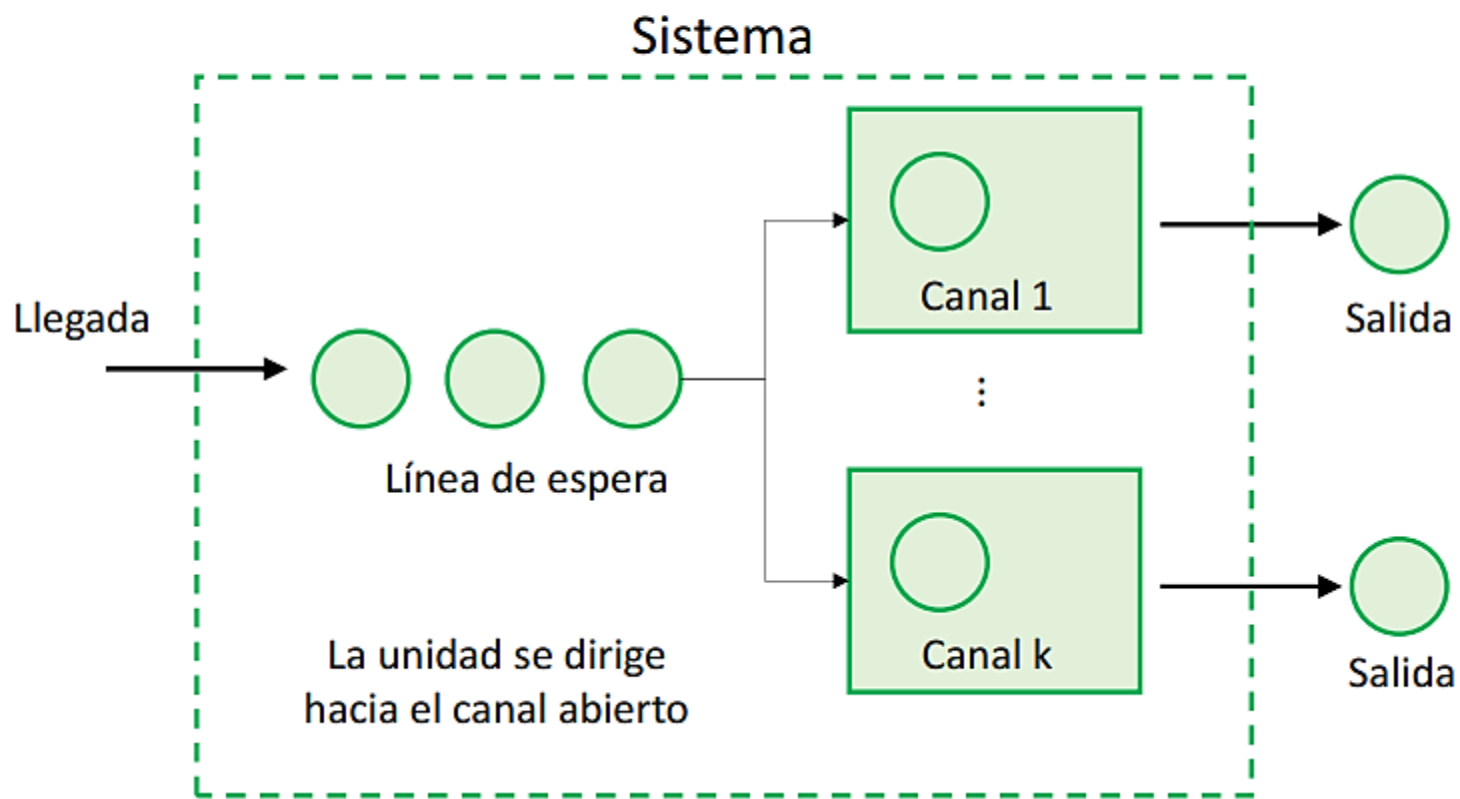 Sistema
Llegada
Línea de espera
La unidad se dirige
hacia el canal abierto
Canal 1
⋮
Canal k
Salida
Salida